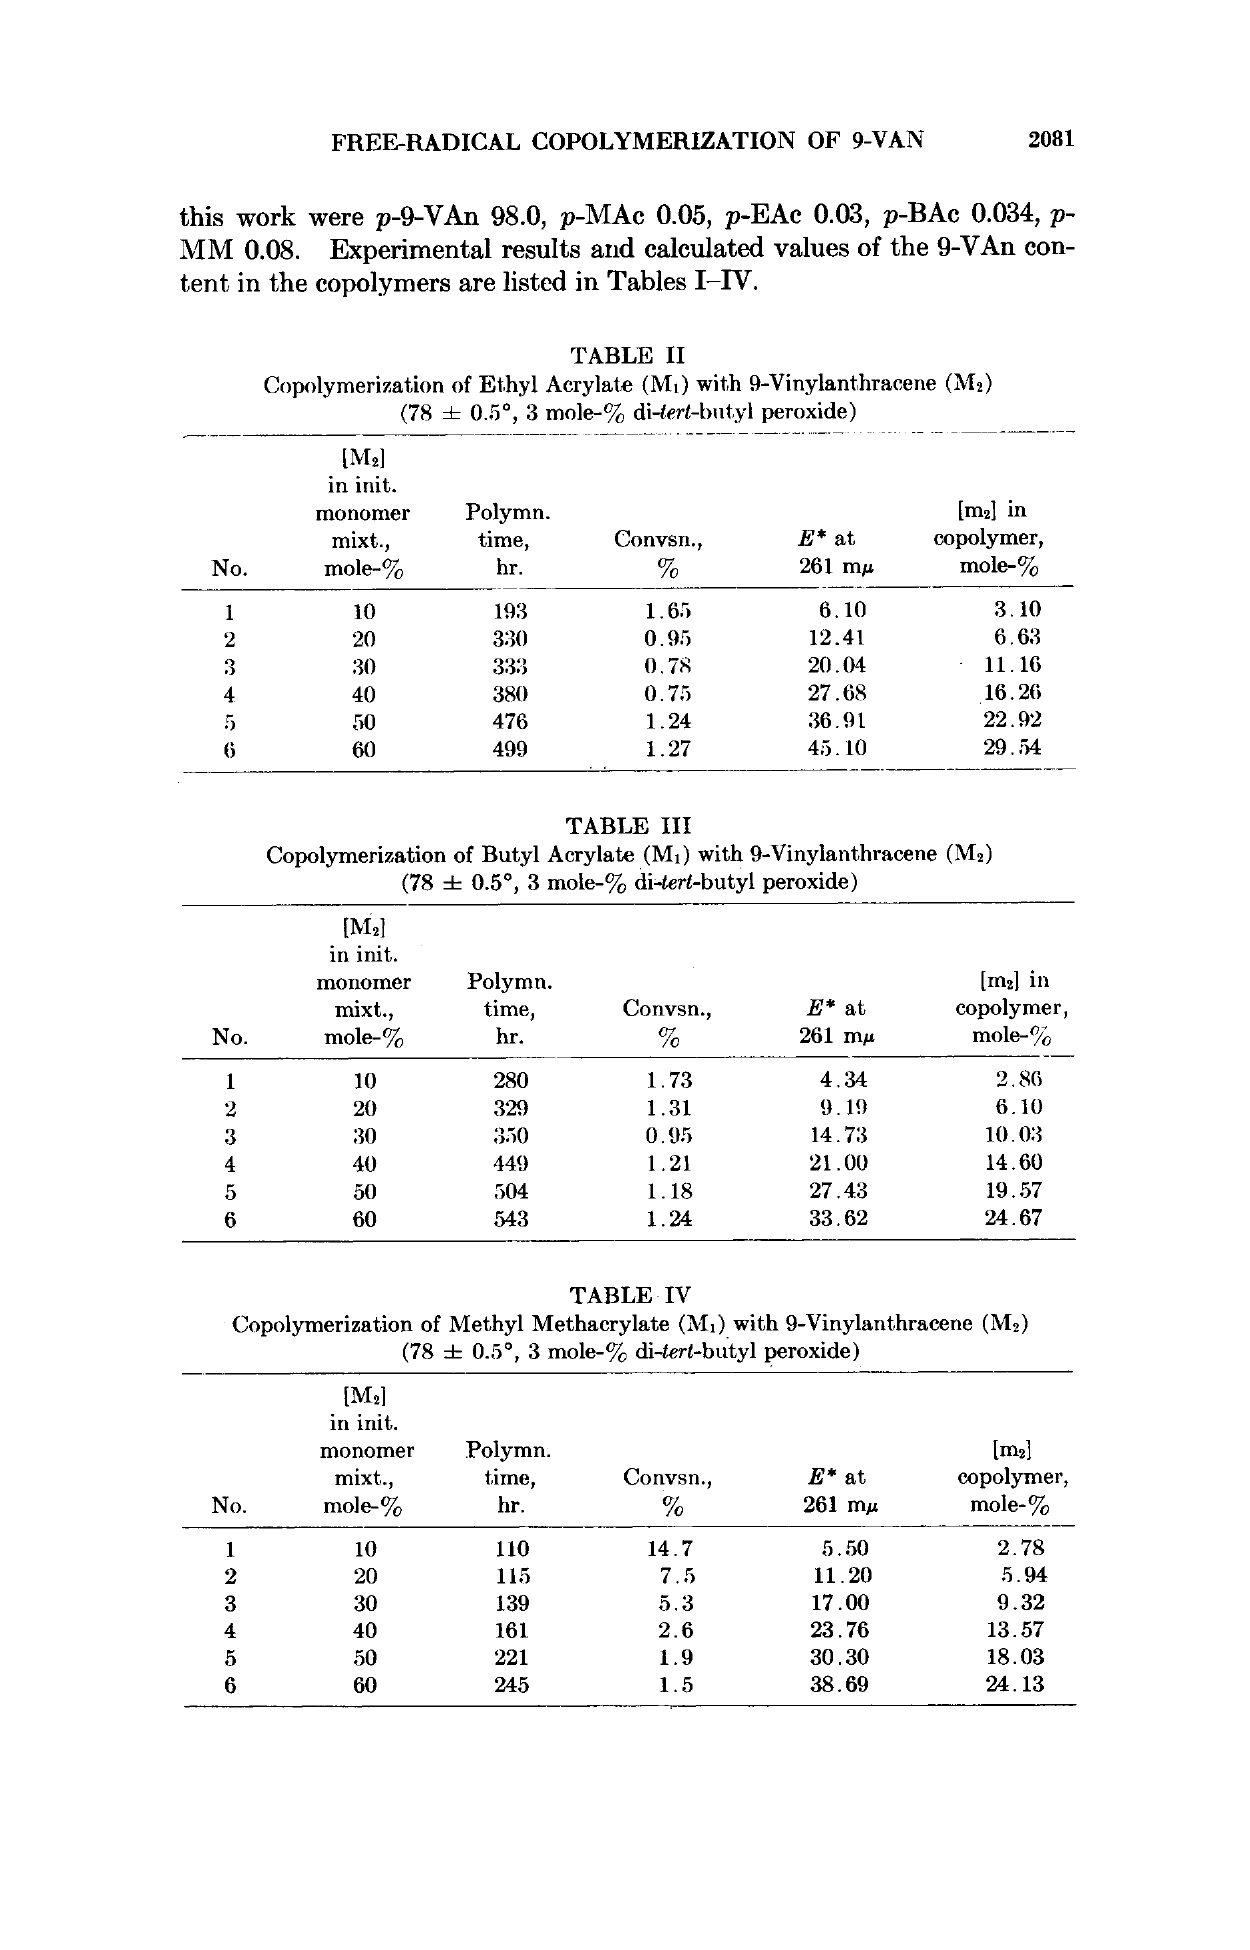 FREE-RADICAL COPOLYMERIZATION OF 9-VAN 2081
this work were p-9-VAn 98.0, p-MAc 0.05, p-EAc 0.03, p-BAc 0.034, p-
MM 0.08. Experimental results and calculated values of the 9-VAn con-
tent in the copolymers are listed in Tables I–IV.
TABLE II
Copolymerization of Ethyl Acrylate (M₁) with 9-Vinylanthracene (M₂)
(78 ± 0.5°, 3 mole-% di-tert-butyl peroxide)
[M₂]
in init.
monomer Polymn. [m₂] in
mixt., time, Convsn., E* at copolymer,
No. mole-% hr. % 261 mμ mole-%
1 10 193 1.65 6.10 3.10
2 20 330 0.95 12.41 6.63
3 30 333 0.78 20.04 11.16
4 40 380 0.75 27.68 16.26
5 50 476 1.24 36.91 22.92
6 60 499 1.27 45.10 29.54
TABLE III
Copolymerization of Butyl Acrylate (M₁) with 9-Vinylanthracene (M₂)
(78 ± 0.5°, 3 mole-% di-tert-butyl peroxide)
[M₂]
in init.
monomer Polymn. [m₂] in
mixt., time, Convsn., E* at copolymer,
No. mole-% hr. % 261 mμ mole-%
1 10 280 1.73 4.34 2.86
2 20 329 1.31 9.19 6.10
3 30 350 0.95 14.73 10.03
4 40 449 1.21 21.00 14.60
5 50 504 1.18 27.43 19.57
6 60 543 1.24 33.62 24.67
TABLE IV
Copolymerization of Methyl Methacrylate (M₁) with 9-Vinylanthracene (M₂)
(78 ± 0.5°, 3 mole-% di-tert-butyl peroxide)
[M₂]
in init.
monomer Polymn. [m₂]
mixt., time, Convsn., E* at copolymer,
No. mole-% hr. % 261 mμ mole-%
1 10 110 14.7 5.50 2.78
2 20 115 7.5 11.20 5.94
3 30 139 5.3 17.00 9.32
4 40 161 2.6 23.76 13.57
5 50 221 1.9 30.30 18.03
6 60 245 1.5 38.69 24.13